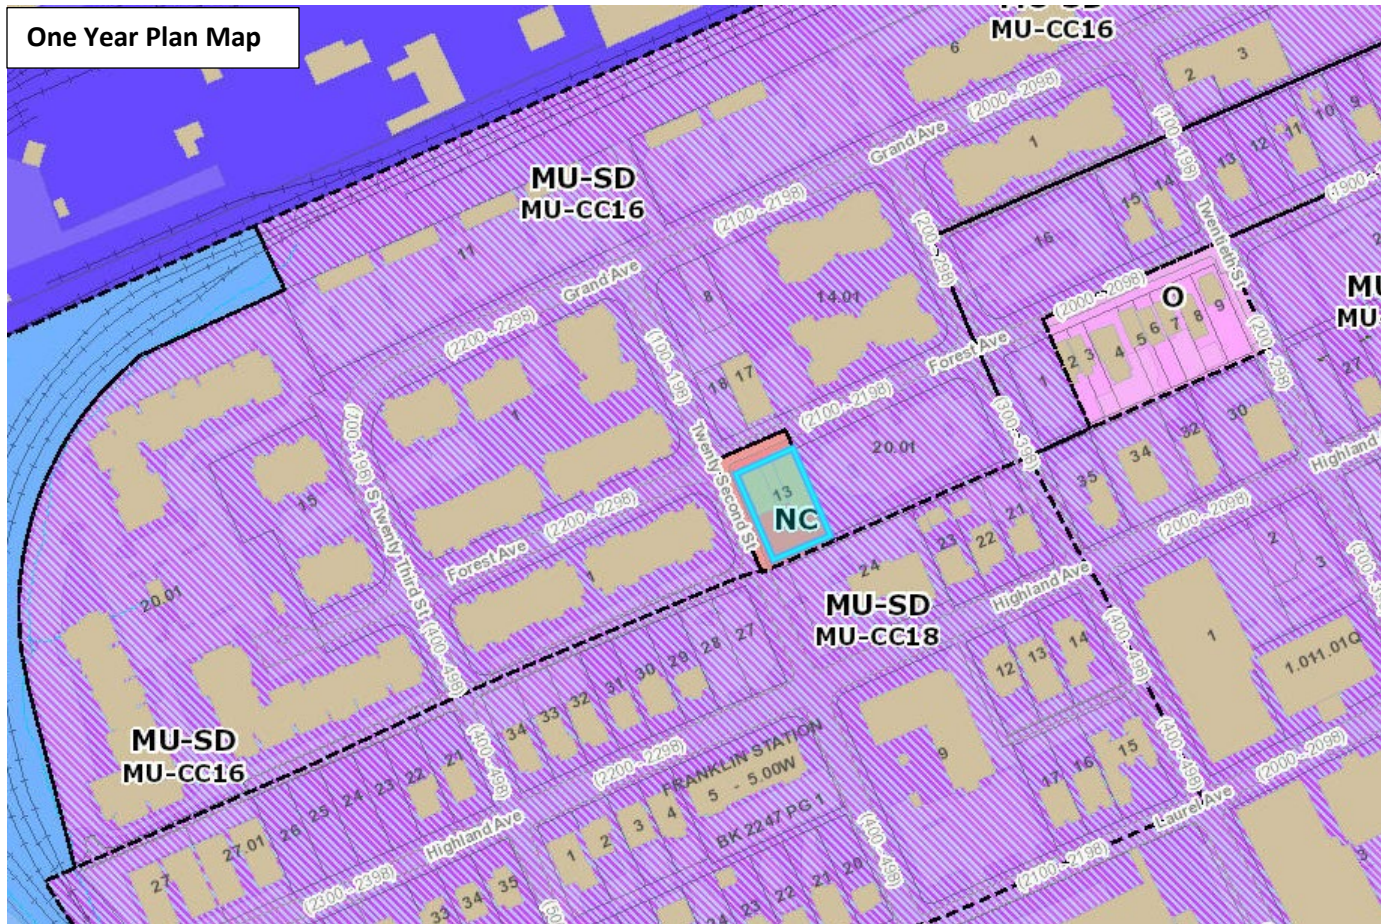 One Year Plan Map
MU-SD
MU-CC16
6
(2000 - 2098)
2
3
Grand Ave
1
(100 - 198)
13
12
11
10
9
MU-SD
MU-CC16
(2100 - 2198)
11
Grand Ave
(200 - 298)
16
15
14
Twentieth St
8
14.01
(2000 - 2098)
O
2
3
4
5
6
7
8
9
(200 - 298)
(2200 - 2298)
(100 - 198)
18
17
Forest Ave
(2100 - 2198)
1
27
1
(300 - 398)
20.01
30
Highland
Twenty Second St
13
NC
32
34
35
15
S Twenty Third St
(2200 - 2298)
Forest Ave
1
(2000 - 2098)
21
22
23
24
2
3
20.01
MU-SD
MU-CC18
Highland Ave
(400 - 498)
27
28
29
30
31
32
33
34
12
13
14
1
1.01
MU-SD
MU-CC16
(400 - 498)
(400 - 498)
21
22
23
24
25
26
27.01
27
(2200 - 2298)
FRANKLIN STATION
5 - 5.00W
BK 2247 PG 1
9
15
16
17
(400 - 498)
(2000 - 2098)
Laurel Ave
Highland Ave
1
2
3
4
(400 - 498)
(2100 - 2198)
3
(2300 - 2398)
33
34
35
24
23
22
21
20